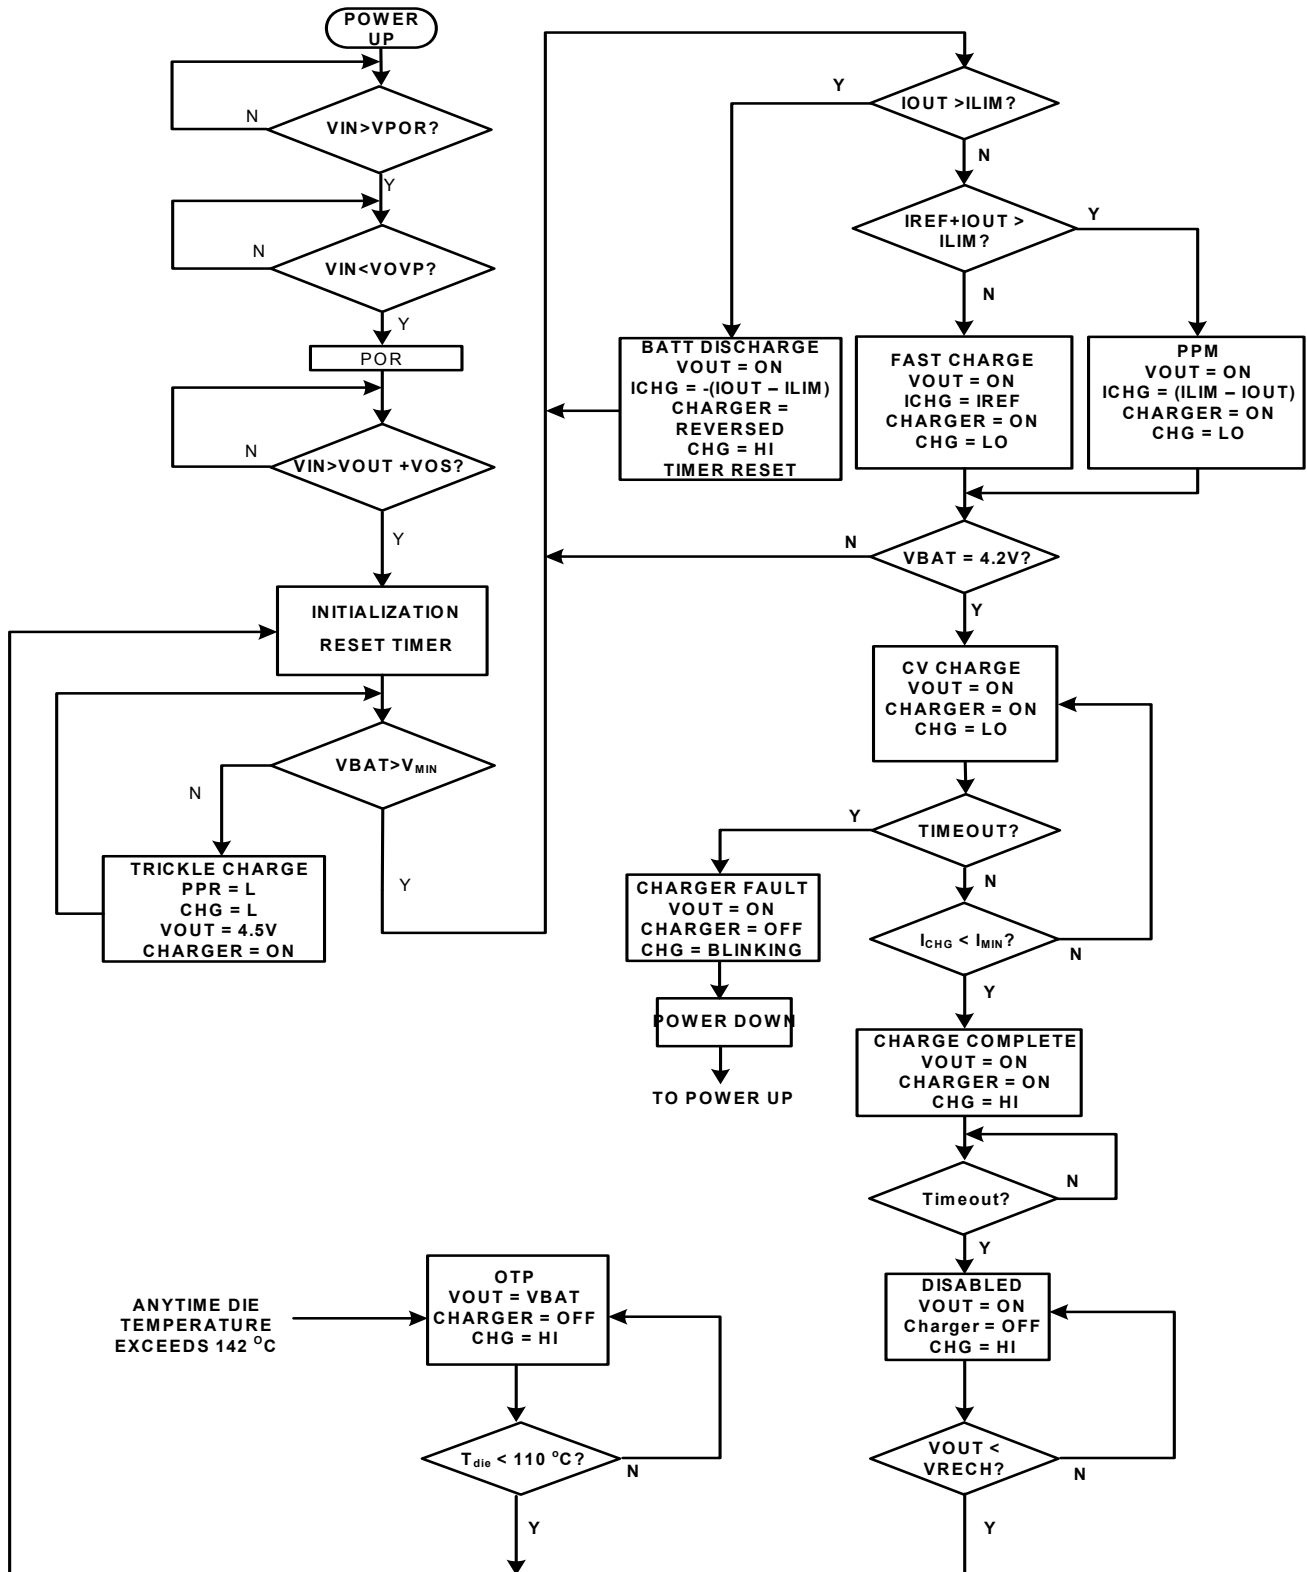 POWER
UP
N
VIN>VPOR?
Y
N
VIN<VOVP?
Y
POR
N
VIN>VOUT +VOS?
Y
INITIALIZATION
RESET TIMER
VBAT>VMIN
N
Y
TRICKLE CHARGE
PPR = L
CHG = L
VOUT = 4.5V
CHARGER = ON
Y
IOUT >ILIM?
N
IREF+IOUT >
ILIM?
Y
N
BATT DISCHARGE
VOUT = ON
ICHG = -(IOUT – ILIM)
CHARGER =
REVERSED
CHG = HI
TIMER RESET
FAST CHARGE
VOUT = ON
ICHG = IREF
CHARGER = ON
CHG = LO
PPM
VOUT = ON
ICHG = (ILIM – IOUT)
CHARGER = ON
CHG = LO
N
VBAT = 4.2V?
Y
CV CHARGE
VOUT = ON
CHARGER = ON
CHG = LO
Y
TIMEOUT?
N
CHARGER FAULT
VOUT = ON
CHARGER = OFF
CHG = BLINKING
POWER DOWN
TO POWER UP
ICHG < IMIN?
N
Y
CHARGE COMPLETE
VOUT = ON
CHARGER = ON
CHG = HI
Timeout?
N
Y
DISABLED
VOUT = ON
Charger = OFF
CHG = HI
VOUT <
VRECH?
N
Y
ANYTIME DIE
TEMPERATURE
EXCEEDS 142 °C
OTP
VOUT = VBAT
CHARGER = OFF
CHG = HI
Tdie < 110 °C?
N
Y